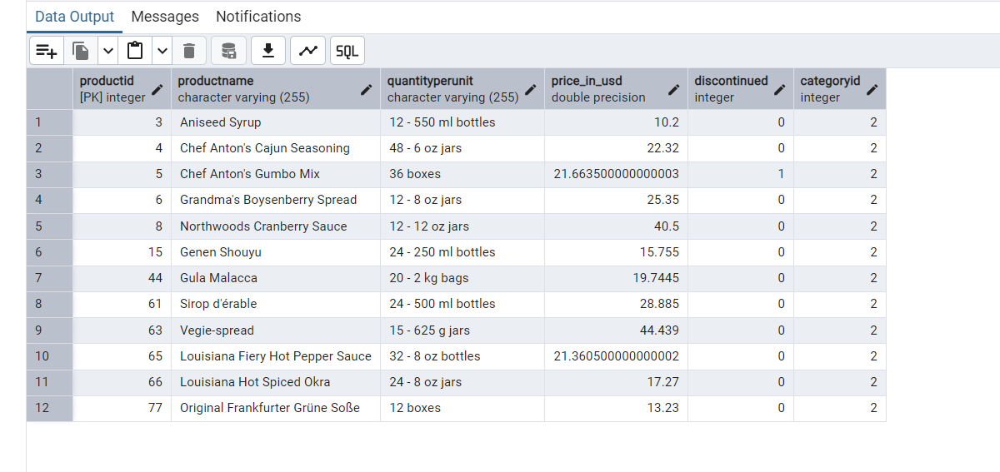 Data Output Messages Notifications
SQL
productid productname quantityperunit price_in_usd discontinued categoryid
[PK] integer character varying (255) character varying (255) double precision integer integer
1 3 Aniseed Syrup 12 - 550 ml bottles 10.2 0 2
2 4 Chef Anton's Cajun Seasoning 48 - 6 oz jars 22.32 0 2
3 5 Chef Anton's Gumbo Mix 36 boxes 21.663500000000003 1 2
4 6 Grandma's Boysenberry Spread 12 - 8 oz jars 25.35 0 2
5 8 Northwoods Cranberry Sauce 12 - 12 oz jars 40.5 0 2
6 15 Genen Shouyu 24 - 250 ml bottles 15.755 0 2
7 44 Gula Malacca 20 - 2 kg bags 19.7445 0 2
8 61 Sirop d'érable 24 - 500 ml bottles 28.885 0 2
9 63 Vegie-spread 15 - 625 g jars 44.439 0 2
10 65 Louisiana Fiery Hot Pepper Sauce 32 - 8 oz bottles 21.360500000000002 0 2
11 66 Louisiana Hot Spiced Okra 24 - 8 oz jars 17.27 0 2
12 77 Original Frankfurter Grüne Soße 12 boxes 13.23 0 2